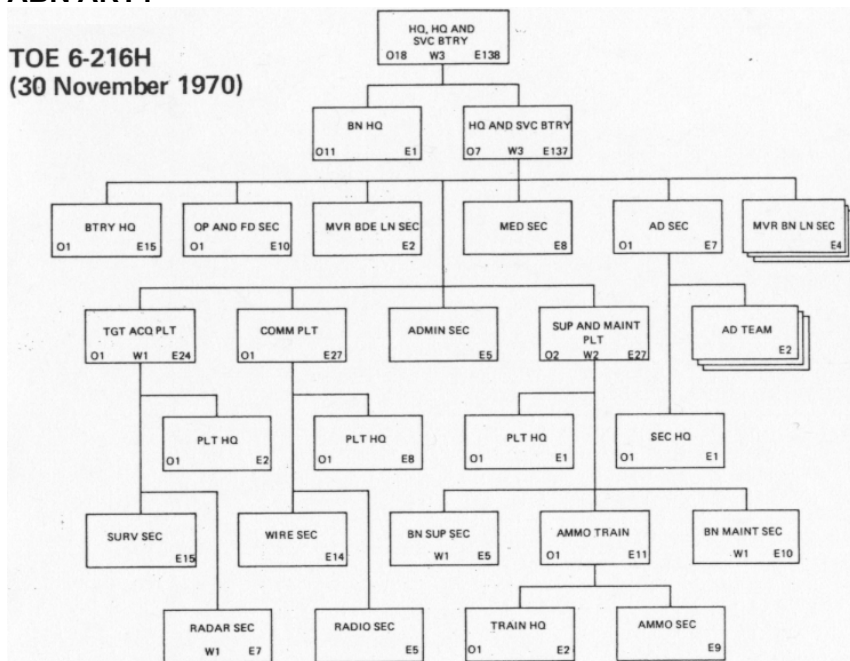 TOE 6-216H
(30 November 1970)
HQ, HQ AND
SVC BTRY
O18 W3 E138
BN HQ
O11 E1
HQ AND SVC BTRY
O7 W3 E137
BTRY HQ
O1 E15
OP AND FD SEC
O1 E10
MVR BDE LN SEC
E2
MED SEC
E8
AD SEC
O1 E7
MVR BN LN SEC
E4
TGT ACQ PLT
O1 W1 E24
COMM PLT
O1 E27
ADMIN SEC
E5
SUP AND MAINT
PLT
O2 W2 E27
AD TEAM
E2
PLT HQ
O1 E2
PLT HQ
O1 E8
PLT HQ
O1 E1
SEC HQ
O1 E1
SURV SEC
E15
WIRE SEC
E14
BN SUP SEC
W1 E5
AMMO TRAIN
O1 E11
BN MAINT SEC
W1 E10
RADAR SEC
W1 E7
RADIO SEC
E5
TRAIN HQ
O1 E2
AMMO SEC
E9